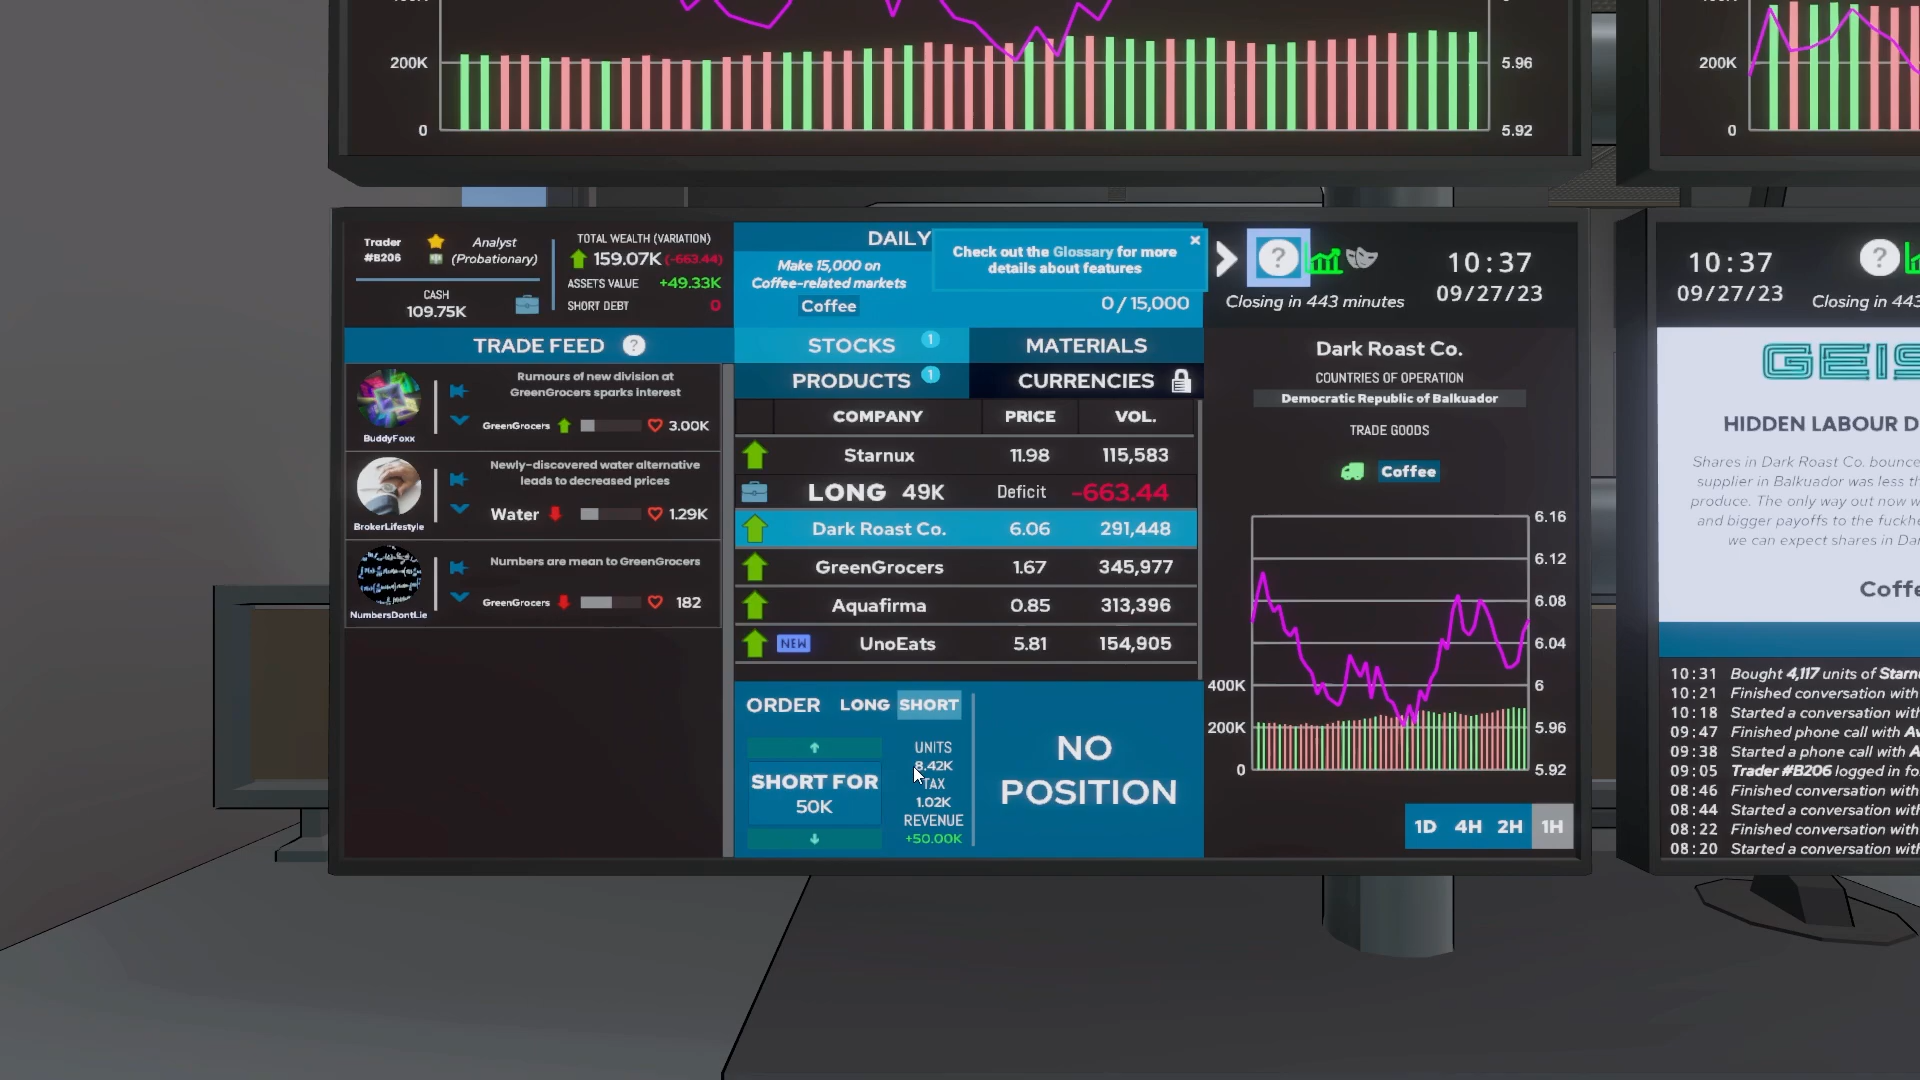 200K
0
5.96
5.92
200K
0
Trader
#B206
Analyst
(Probationary)
CASH
109.75K
TOTAL WEALTH (VARIATION)
159.07K (-663.44)
ASSETS VALUE +49.33K
SHORT DEBT 0
DAILY
Make 15,000 on
Coffee-related markets
Coffee
0 / 15,000
Check out the Glossary for more
details about features
×
?
Closing in 443 minutes
10:37
09/27/23
TRADE FEED ?
Rumours of new division at
GreenGrocers sparks interest
GreenGrocers 3.00K
BuddyFoxx
Newly-discovered water alternative
leads to decreased prices
Water 1.29K
BrokerLifestyle
Numbers are mean to GreenGrocers
GreenGrocers 182
NumbersDontLie
STOCKS 1
MATERIALS
PRODUCTS 1
CURRENCIES
COMPANY PRICE VOL.
Starnux 11.98 115,583
LONG 49K Deficit -663.44
Dark Roast Co. 6.06 291,448
GreenGrocers 1.67 345,977
Aquafirma 0.85 313,396
NEW UnoEats 5.81 154,905
ORDER LONG SHORT
SHORT FOR
50K
UNITS
8.42K
TAX
1.02K
REVENUE
+50.00K
NO
POSITION
Dark Roast Co.
COUNTRIES OF OPERATION
Democratic Republic of Balkuador
TRADE GOODS
Coffee
6.16
6.12
6.08
6.04
400K 6
200K 5.96
0 5.92
1D 4H 2H 1H
10:37
09/27/23
?
Closing in 443
GEIS
HIDDEN LABOUR D
Shares in Dark Roast Co. bounce
supplier in Balkuador was less th
produce. The only way out now w
and bigger payoffs to the fuckhe
we can expect shares in Dar
Coffe
10:31 Bought 4,117 units of Starn
10:21 Finished conversation with
10:18 Started a conversation with
09:47 Finished phone call with Av
09:38 Started a phone call with A
09:05 Trader #B206 logged in fo
08:46 Finished conversation with
08:44 Started a conversation with
08:22 Finished conversation with
08:20 Started a conversation with